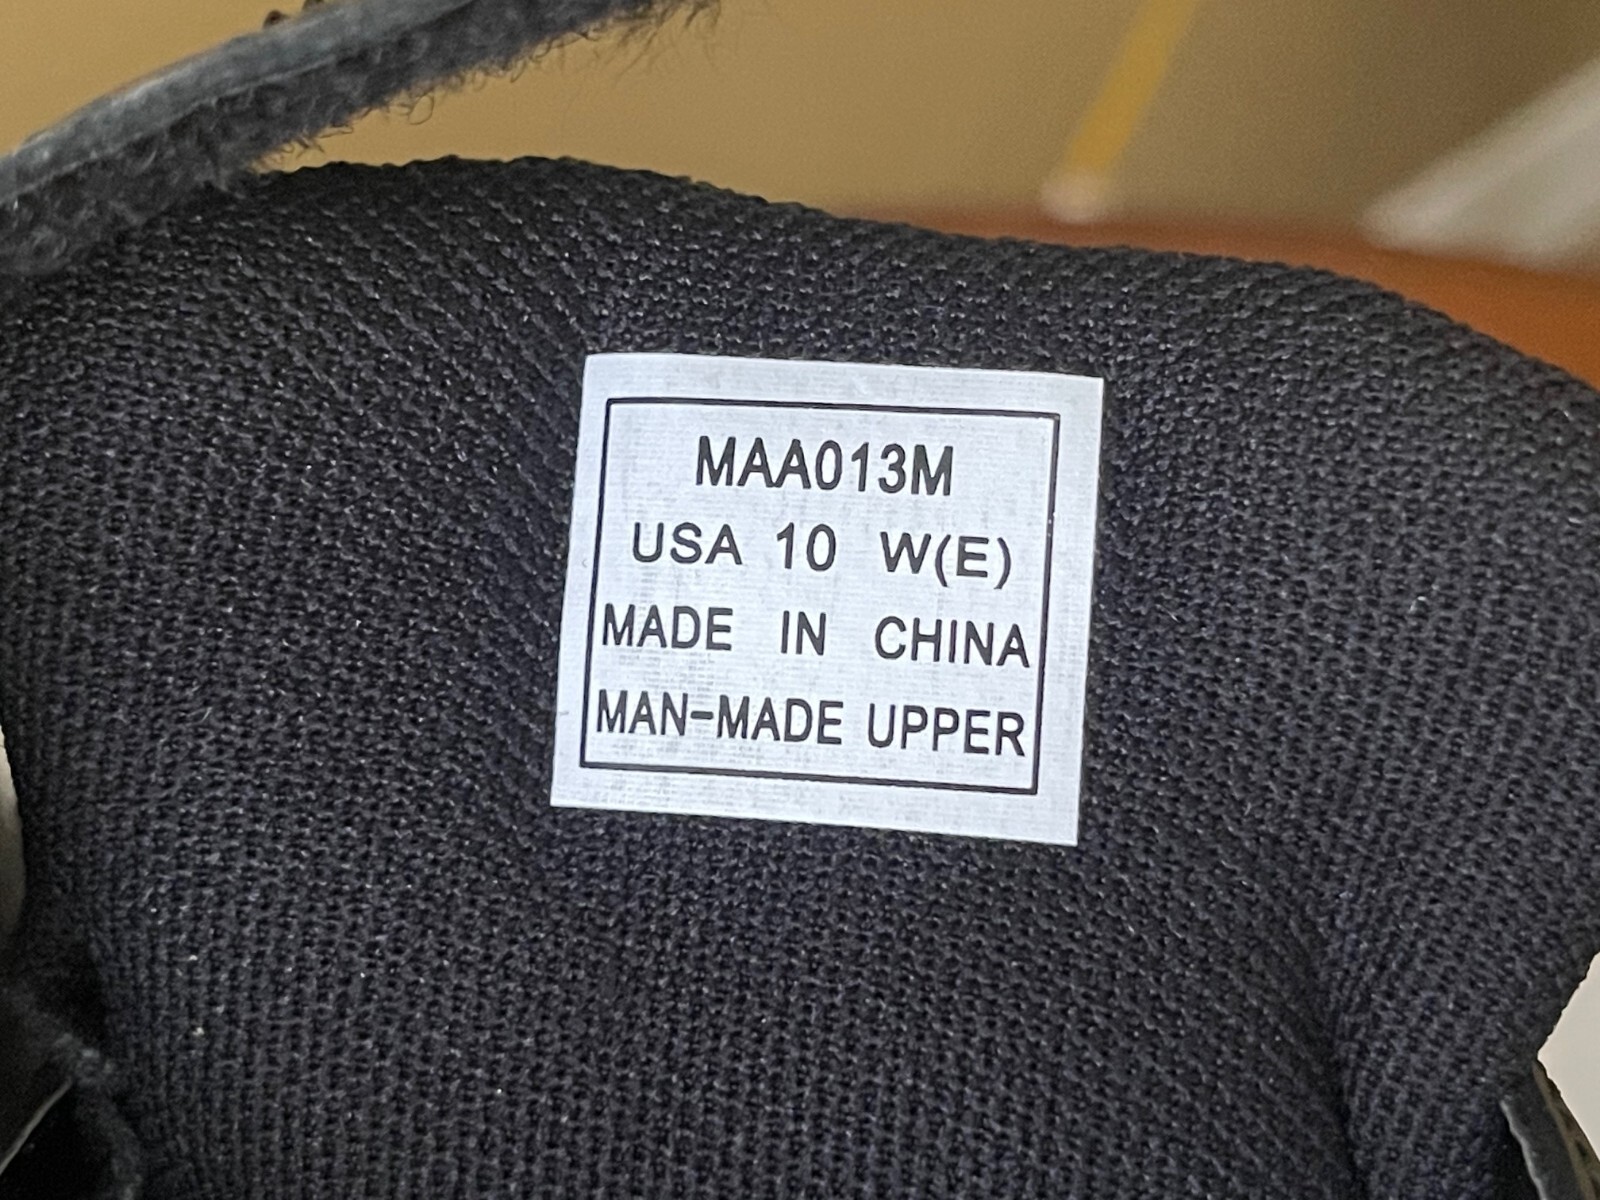 MAA013M
USA 10 W(E)
MADE IN CHINA
MAN-MADE UPPER